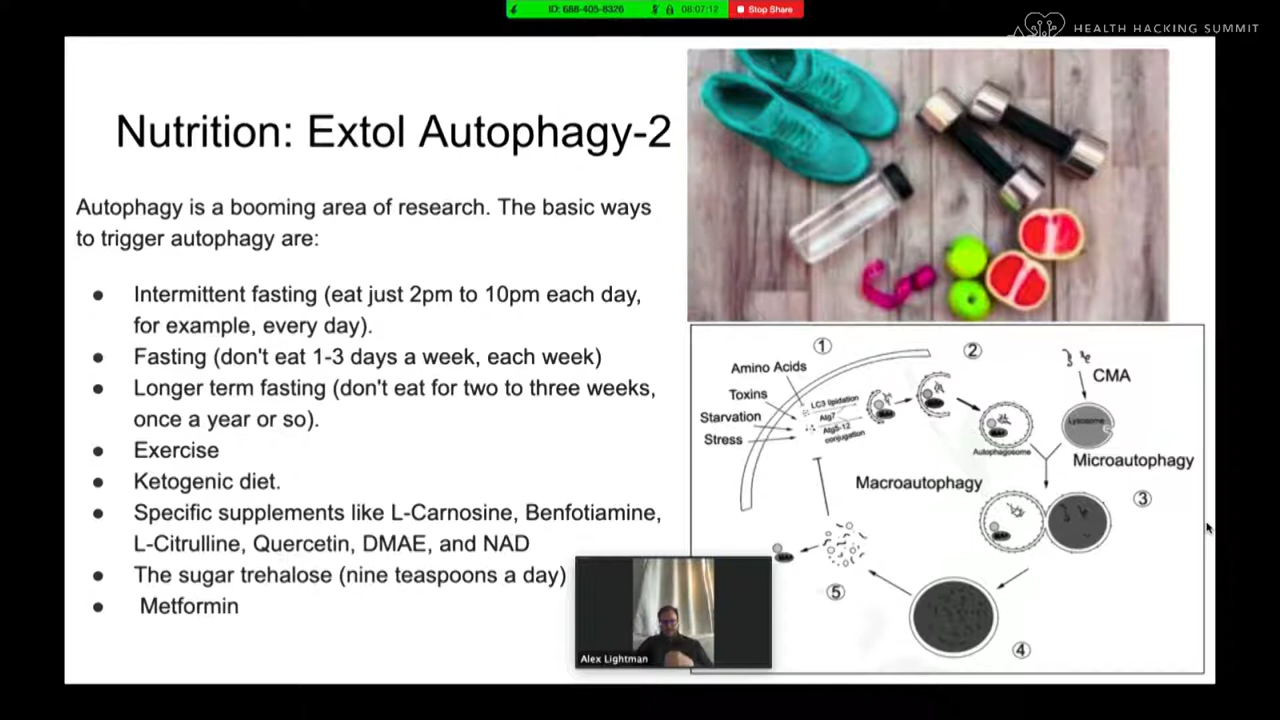 ID: 688-405-8326
08:07:12
Stop Share
HEALTH HACKING SUMMIT
Nutrition: Extol Autophagy-2
Autophagy is a booming area of research. The basic ways
to trigger autophagy are:
● Intermittent fasting (eat just 2pm to 10pm each day,
for example, every day).
● Fasting (don't eat 1-3 days a week, each week)
● Longer term fasting (don't eat for two to three weeks,
once a year or so).
● Exercise
● Ketogenic diet.
● Specific supplements like L-Carnosine, Benfotiamine,
L-Citrulline, Quercetin, DMAE, and NAD
● The sugar trehalose (nine teaspoons a day)
● Metformin
①
Amino Acids
Toxins
Starvation
Stress
LC3 lipidation
Atg7
Atg5-12
conjugation
②
CMA
Lysosome
Autophagosome
Microautophagy
Macroautophagy
③
⑤
④
Alex Lightman